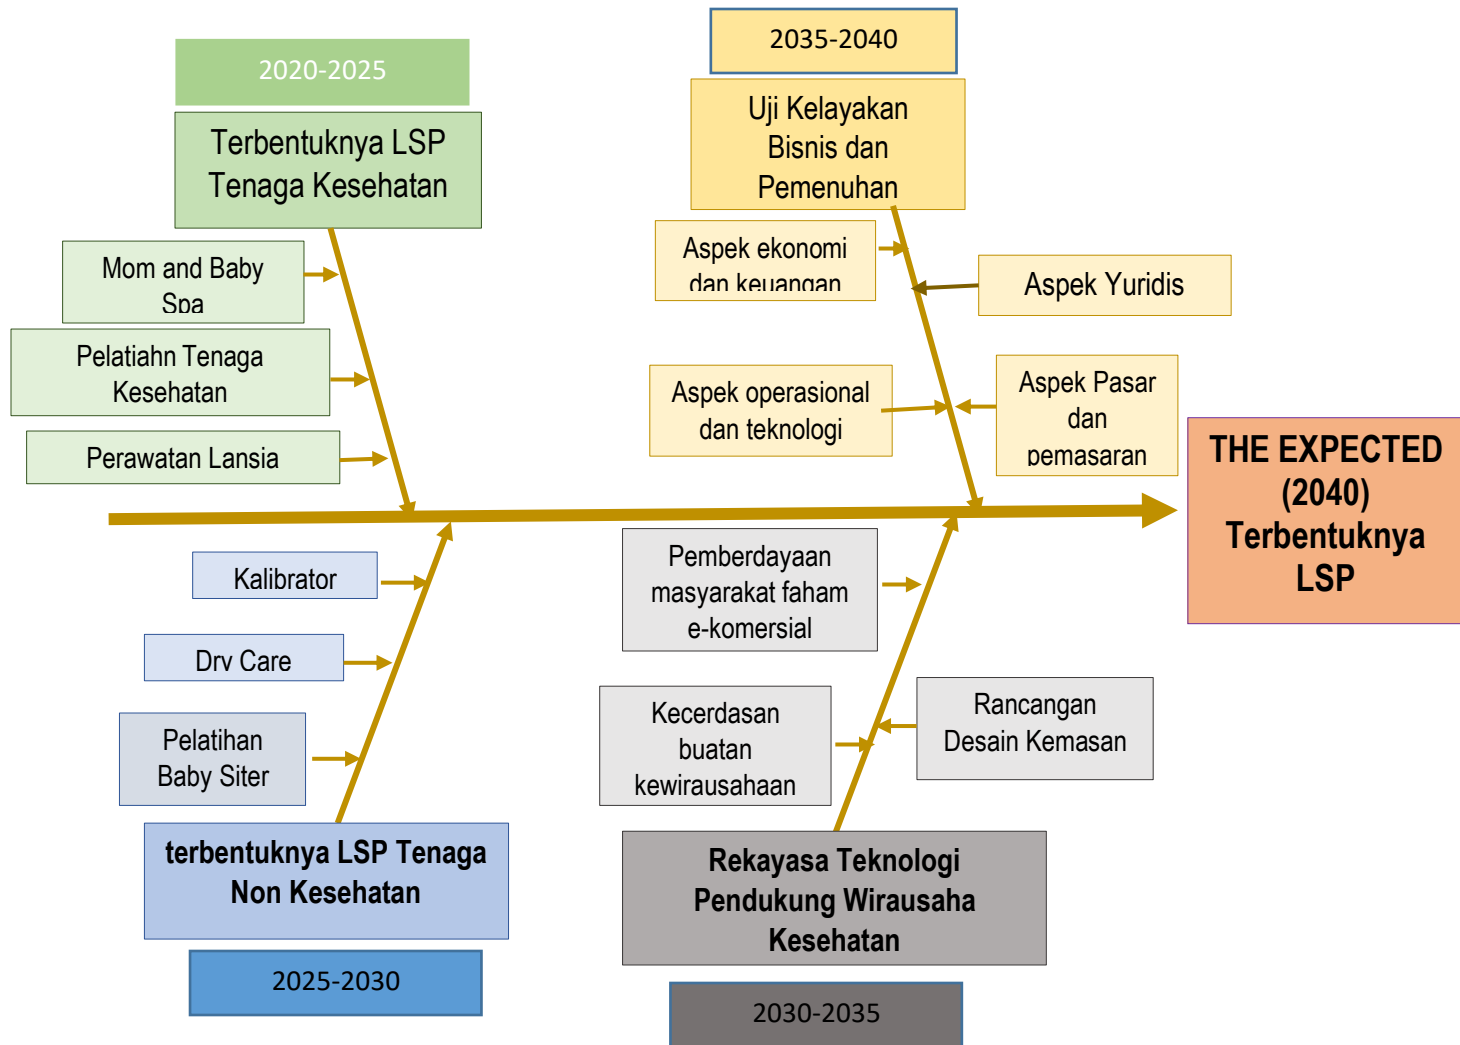 2020-2025
Terbentuknya LSP
Tenaga Kesehatan
Mom and Baby
Spa
Pelatiahn Tenaga
Kesehatan
Perawatan Lansia
2035-2040
Uji Kelayakan
Bisnis dan
Pemenuhan
Aspek ekonomi
dan keuangan
Aspek Yuridis
Aspek operasional
dan teknologi
Aspek Pasar
dan
pemasaran
THE EXPECTED
(2040)
Terbentuknya
LSP
Kalibrator
Dry Care
Pelatihan
Baby Siter
terbentuknya LSP Tenaga
Non Kesehatan
2025-2030
Pemberdayaan
masyarakat faham
e-komersial
Kecerdasan
buatan
kewirausahaan
Rancangan
Desain Kemasan
Rekayasa Teknologi
Pendukung Wirausaha
Kesehatan
2030-2035